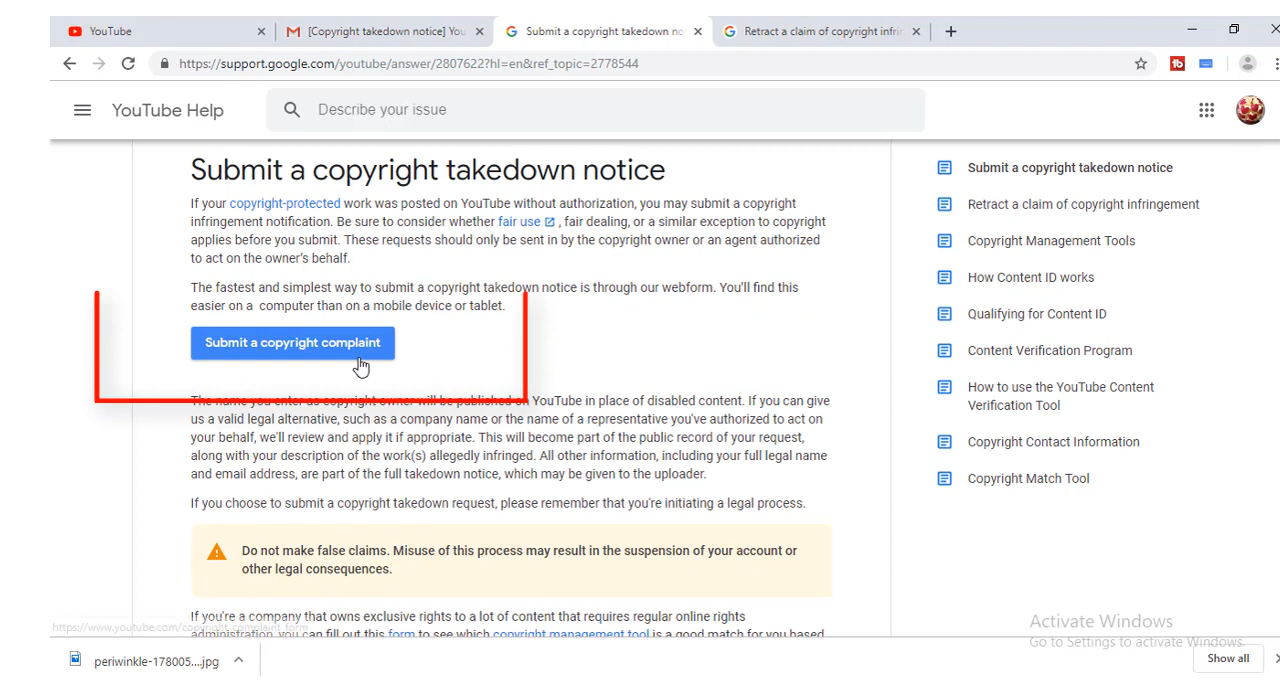 YouTube
[Copyright takedown notice] You
Submit a copyright takedown no
Retract a claim of copyright infrin
https://support.google.com/youtube/answer/2807622?hl=en&ref_topic=2778544
YouTube Help
Describe your issue
Submit a copyright takedown notice
If your copyright-protected work was posted on YouTube without authorization, you may submit a copyright
infringement notification. Be sure to consider whether fair use , fair dealing, or a similar exception to copyright
applies before you submit. These requests should only be sent in by the copyright owner or an agent authorized
to act on the owner's behalf.
The fastest and simplest way to submit a copyright takedown notice is through our webform. You'll find this
easier on a computer than on a mobile device or tablet.
Submit a copyright complaint
The name you enter as copyright owner will be published on YouTube in place of disabled content. If you can give
us a valid legal alternative, such as a company name or the name of a representative you've authorized to act on
your behalf, we'll review and apply it if appropriate. This will become part of the public record of your request,
along with your description of the work(s) allegedly infringed. All other information, including your full legal name
and email address, are part of the full takedown notice, which may be given to the uploader.
If you choose to submit a copyright takedown request, please remember that you're initiating a legal process.
Do not make false claims. Misuse of this process may result in the suspension of your account or
other legal consequences.
If you're a company that owns exclusive rights to a lot of content that requires regular online rights
administration, you can fill out this form to see which copyright management tool is a good match for you based
https://www.youtube.com/copyright_complaint_form
Submit a copyright takedown notice
Retract a claim of copyright infringement
Copyright Management Tools
How Content ID works
Qualifying for Content ID
Content Verification Program
How to use the YouTube Content
Verification Tool
Copyright Contact Information
Copyright Match Tool
Activate Windows
Go to Settings to activate Windows.
periwinkle-178005....jpg
Show all